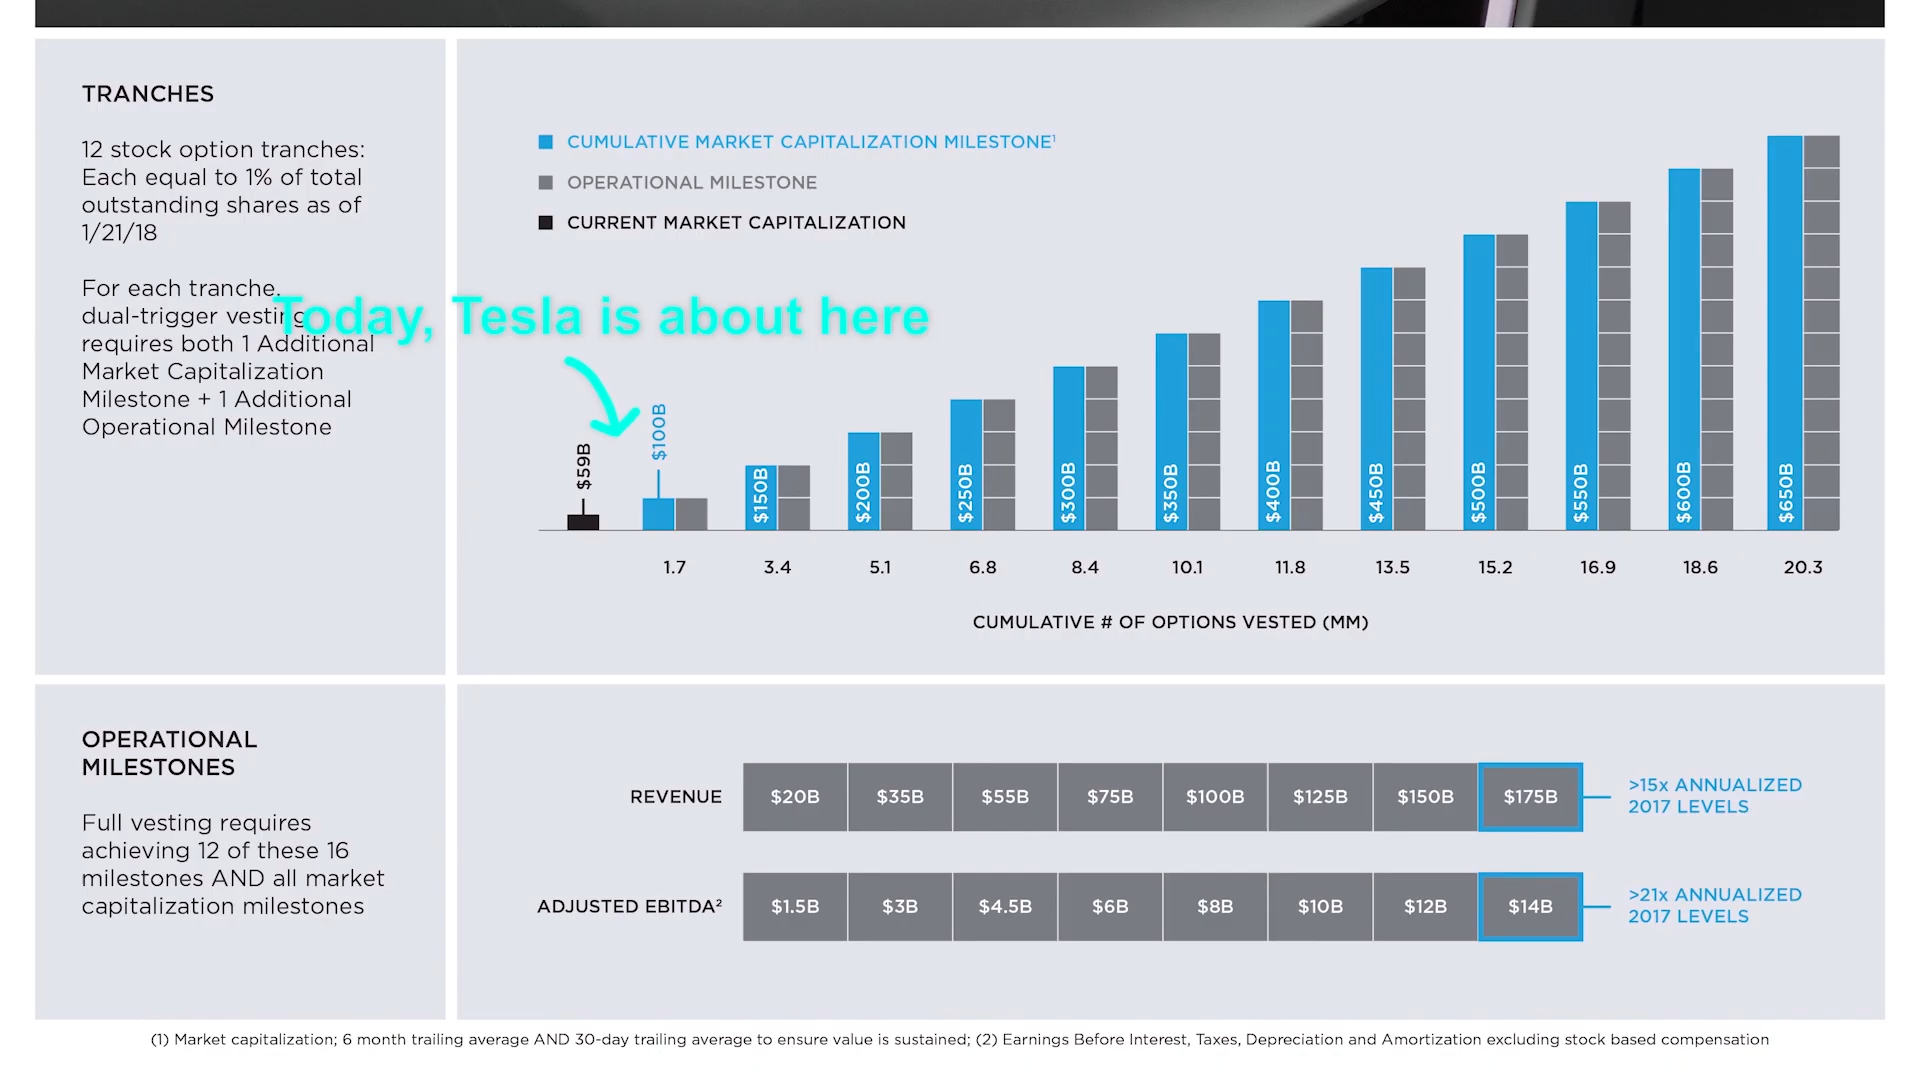 TRANCHES
12 stock option tranches:
Each equal to 1% of total
outstanding shares as of
1/21/18
For each tranche,
dual-trigger vesting
requires both 1 Additional
Market Capitalization
Milestone + 1 Additional
Operational Milestone
CUMULATIVE MARKET CAPITALIZATION MILESTONE¹
OPERATIONAL MILESTONE
CURRENT MARKET CAPITALIZATION
Today, Tesla is about here
$59B $100B $150B $200B $250B $300B $350B $400B $450B $500B $550B $600B $650B
1.7 3.4 5.1 6.8 8.4 10.1 11.8 13.5 15.2 16.9 18.6 20.3
CUMULATIVE # OF OPTIONS VESTED (MM)
OPERATIONAL
MILESTONES
Full vesting requires
achieving 12 of these 16
milestones AND all market
capitalization milestones
REVENUE $20B $35B $55B $75B $100B $125B $150B $175B
>15x ANNUALIZED
2017 LEVELS
ADJUSTED EBITDA² $1.5B $3B $4.5B $6B $8B $10B $12B $14B
>21x ANNUALIZED
2017 LEVELS
(1) Market capitalization; 6 month trailing average AND 30-day trailing average to ensure value is sustained; (2) Earnings Before Interest, Taxes, Depreciation and Amortization excluding stock based compensation